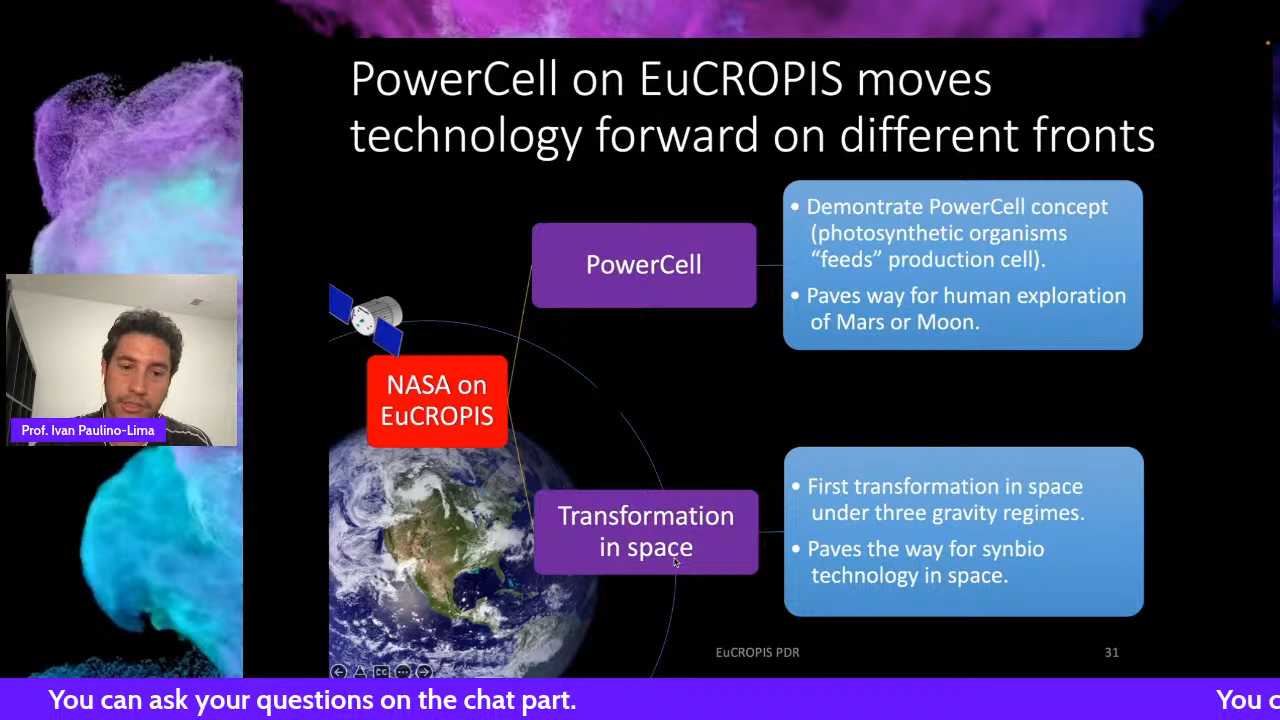 PowerCell on EuCROPIS moves
technology forward on different fronts
PowerCell
• Demontrate PowerCell concept
(photosynthetic organisms
“feeds” production cell).
• Paves way for human exploration
of Mars or Moon.
NASA on
EuCROPIS
Prof. Ivan Paulino-Lima
Transformation
in space
• First transformation in space
under three gravity regimes.
• Paves the way for synbio
technology in space.
EuCROPIS PDR
31
CC
You can ask your questions on the chat part.
You c